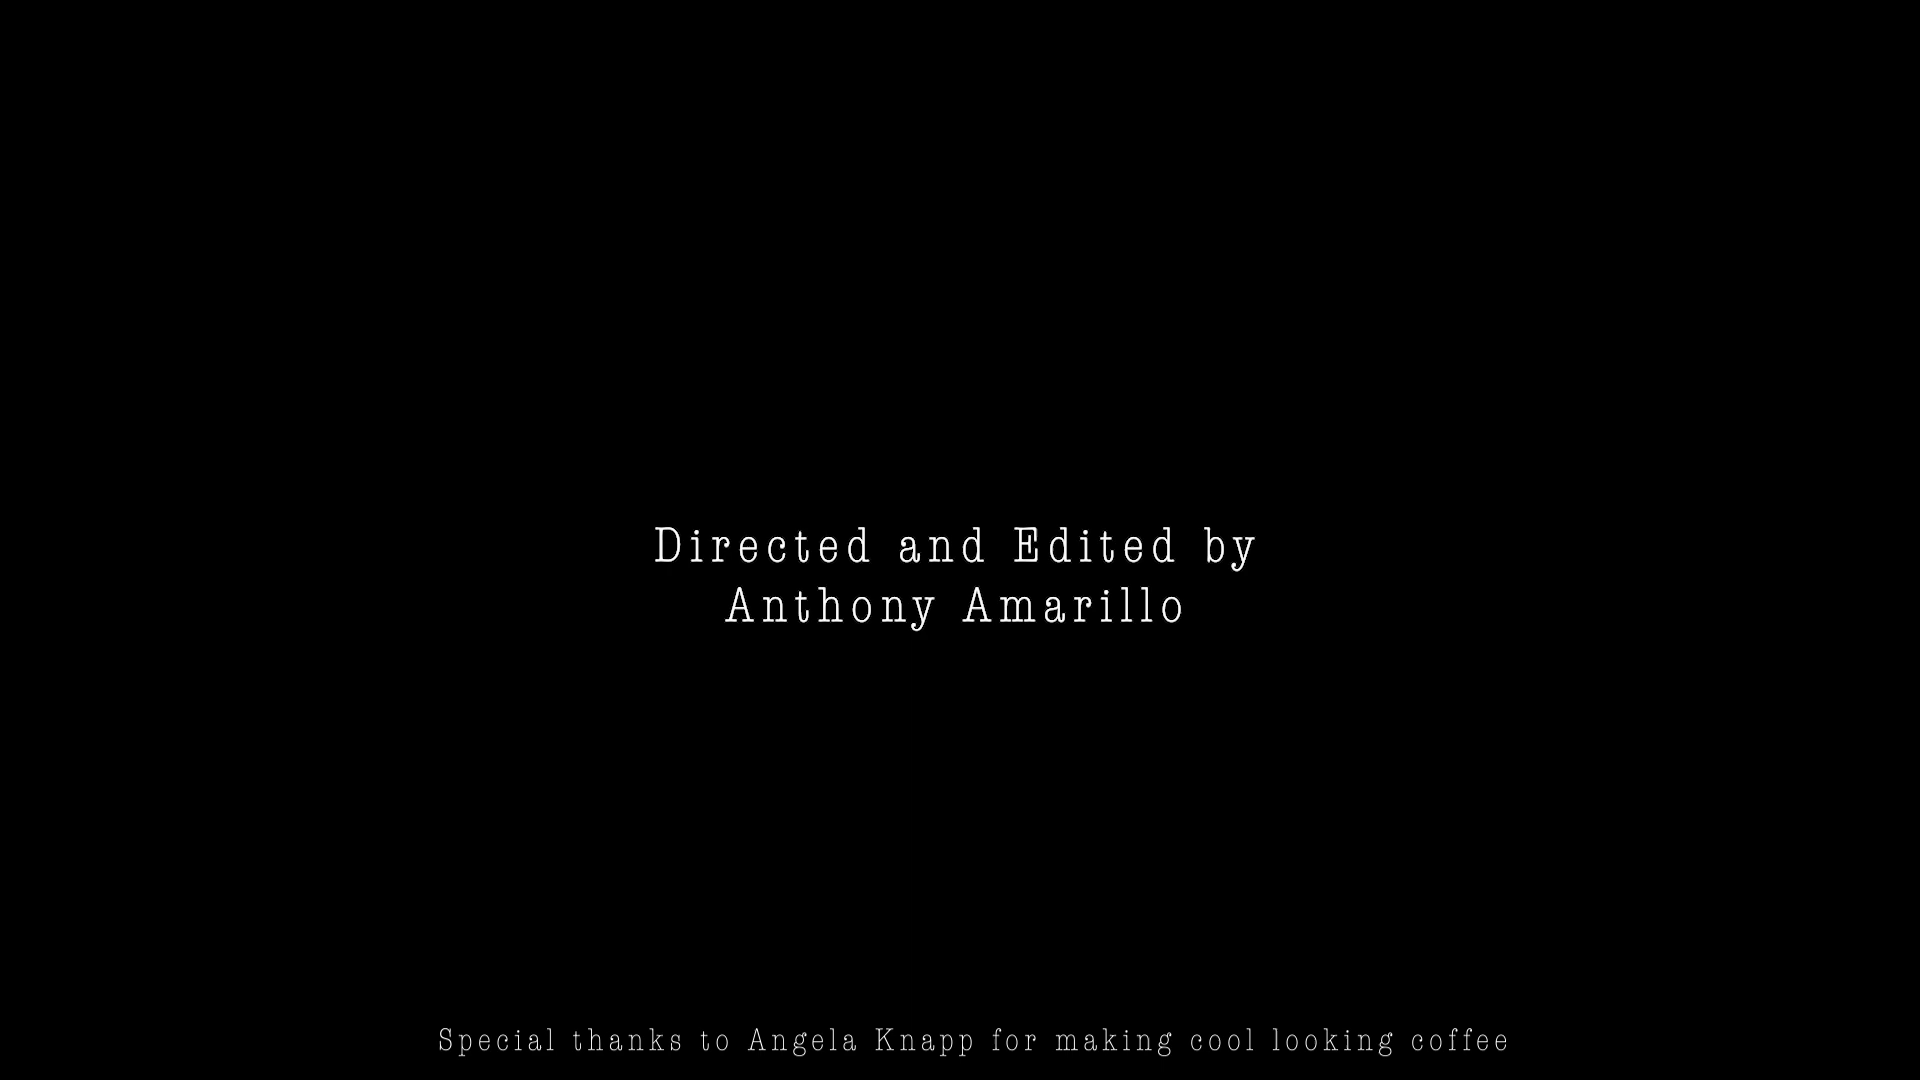 Directed and Edited by
Anthony Amarillo
Special thanks to Angela Knapp for making cool looking coffee